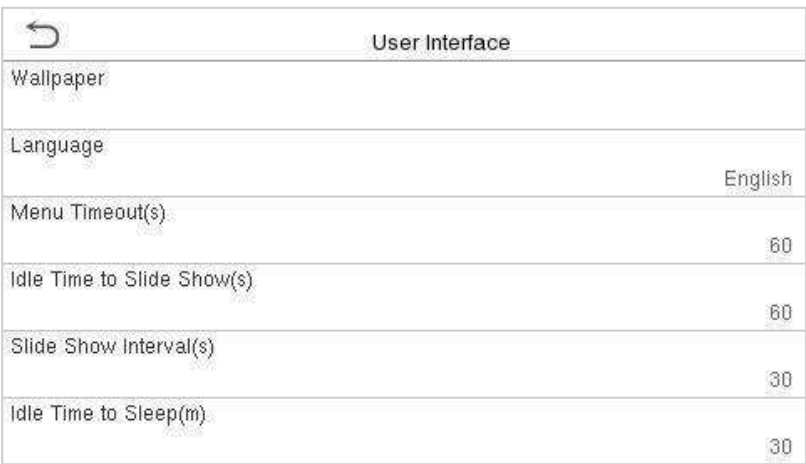 User Interface
Wallpaper
Language
English
Menu Timeout(s)
60
Idle Time to Slide Show(s)
60
Slide Show Interval(s)
30
Idle Time to Sleep(m)
30